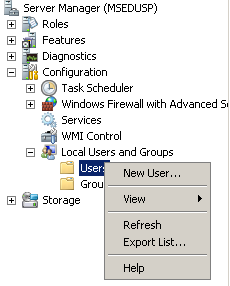 Server Manager (MSEDUSP)
Roles
Features
Diagnostics
Configuration
Task Scheduler
Windows Firewall with Advanced S
Services
WMI Control
Local Users and Groups
Users
Grou
Storage
New User...
View
Refresh
Export List...
Help